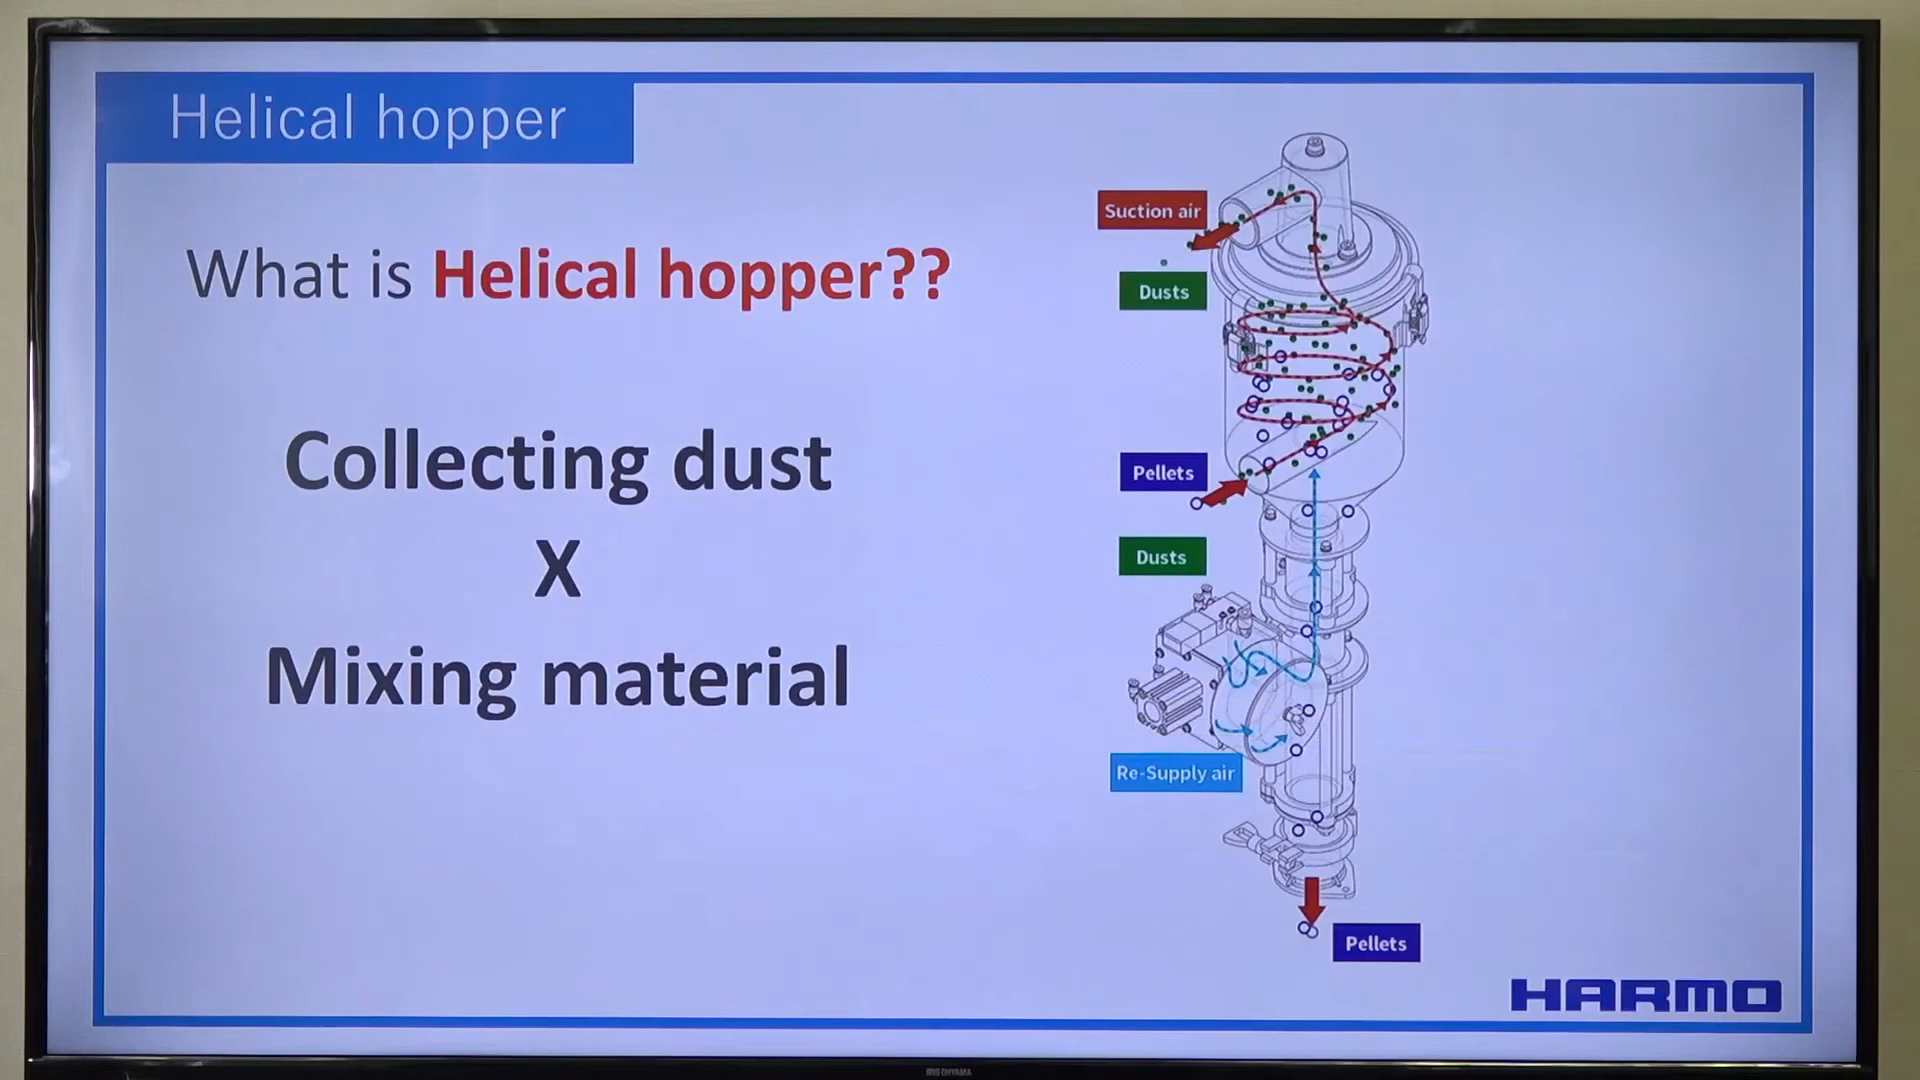 Helical hopper
What is Helical hopper??
Collecting dust
X
Mixing material
Suction air
Dusts
Pellets
Dusts
Re-Supply air
Pellets
HARMO